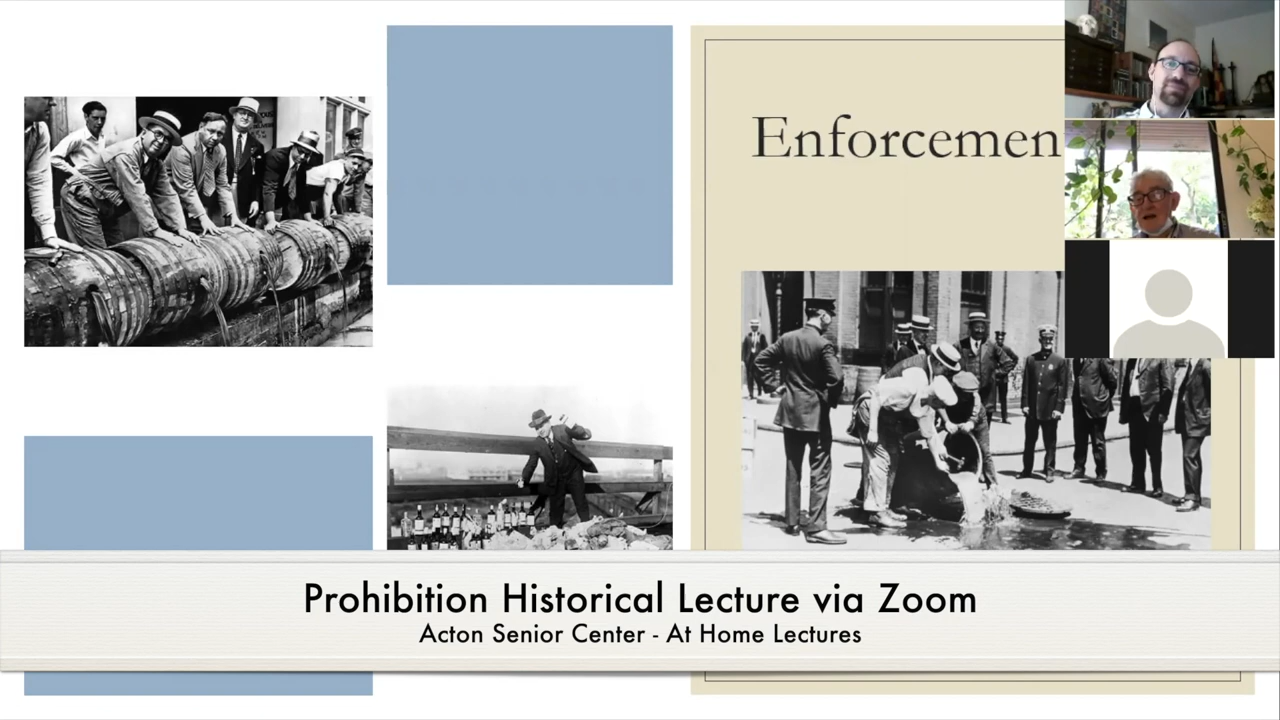 Enforcemen
Prohibition Historical Lecture via Zoom
Acton Senior Center - At Home Lectures